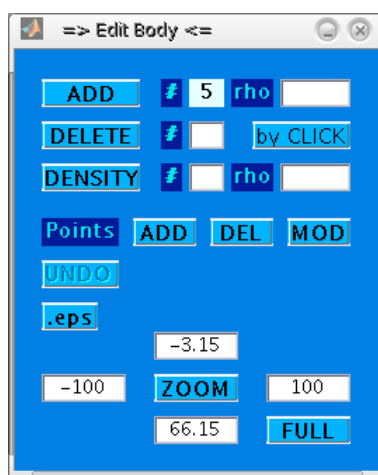 => Edit Body <=
ADD # 5 rho
DELETE # by CLICK
DENSITY # rho
Points ADD DEL MOD
UNDO
.eps
-3.15
-100 ZOOM 100
66.15 FULL